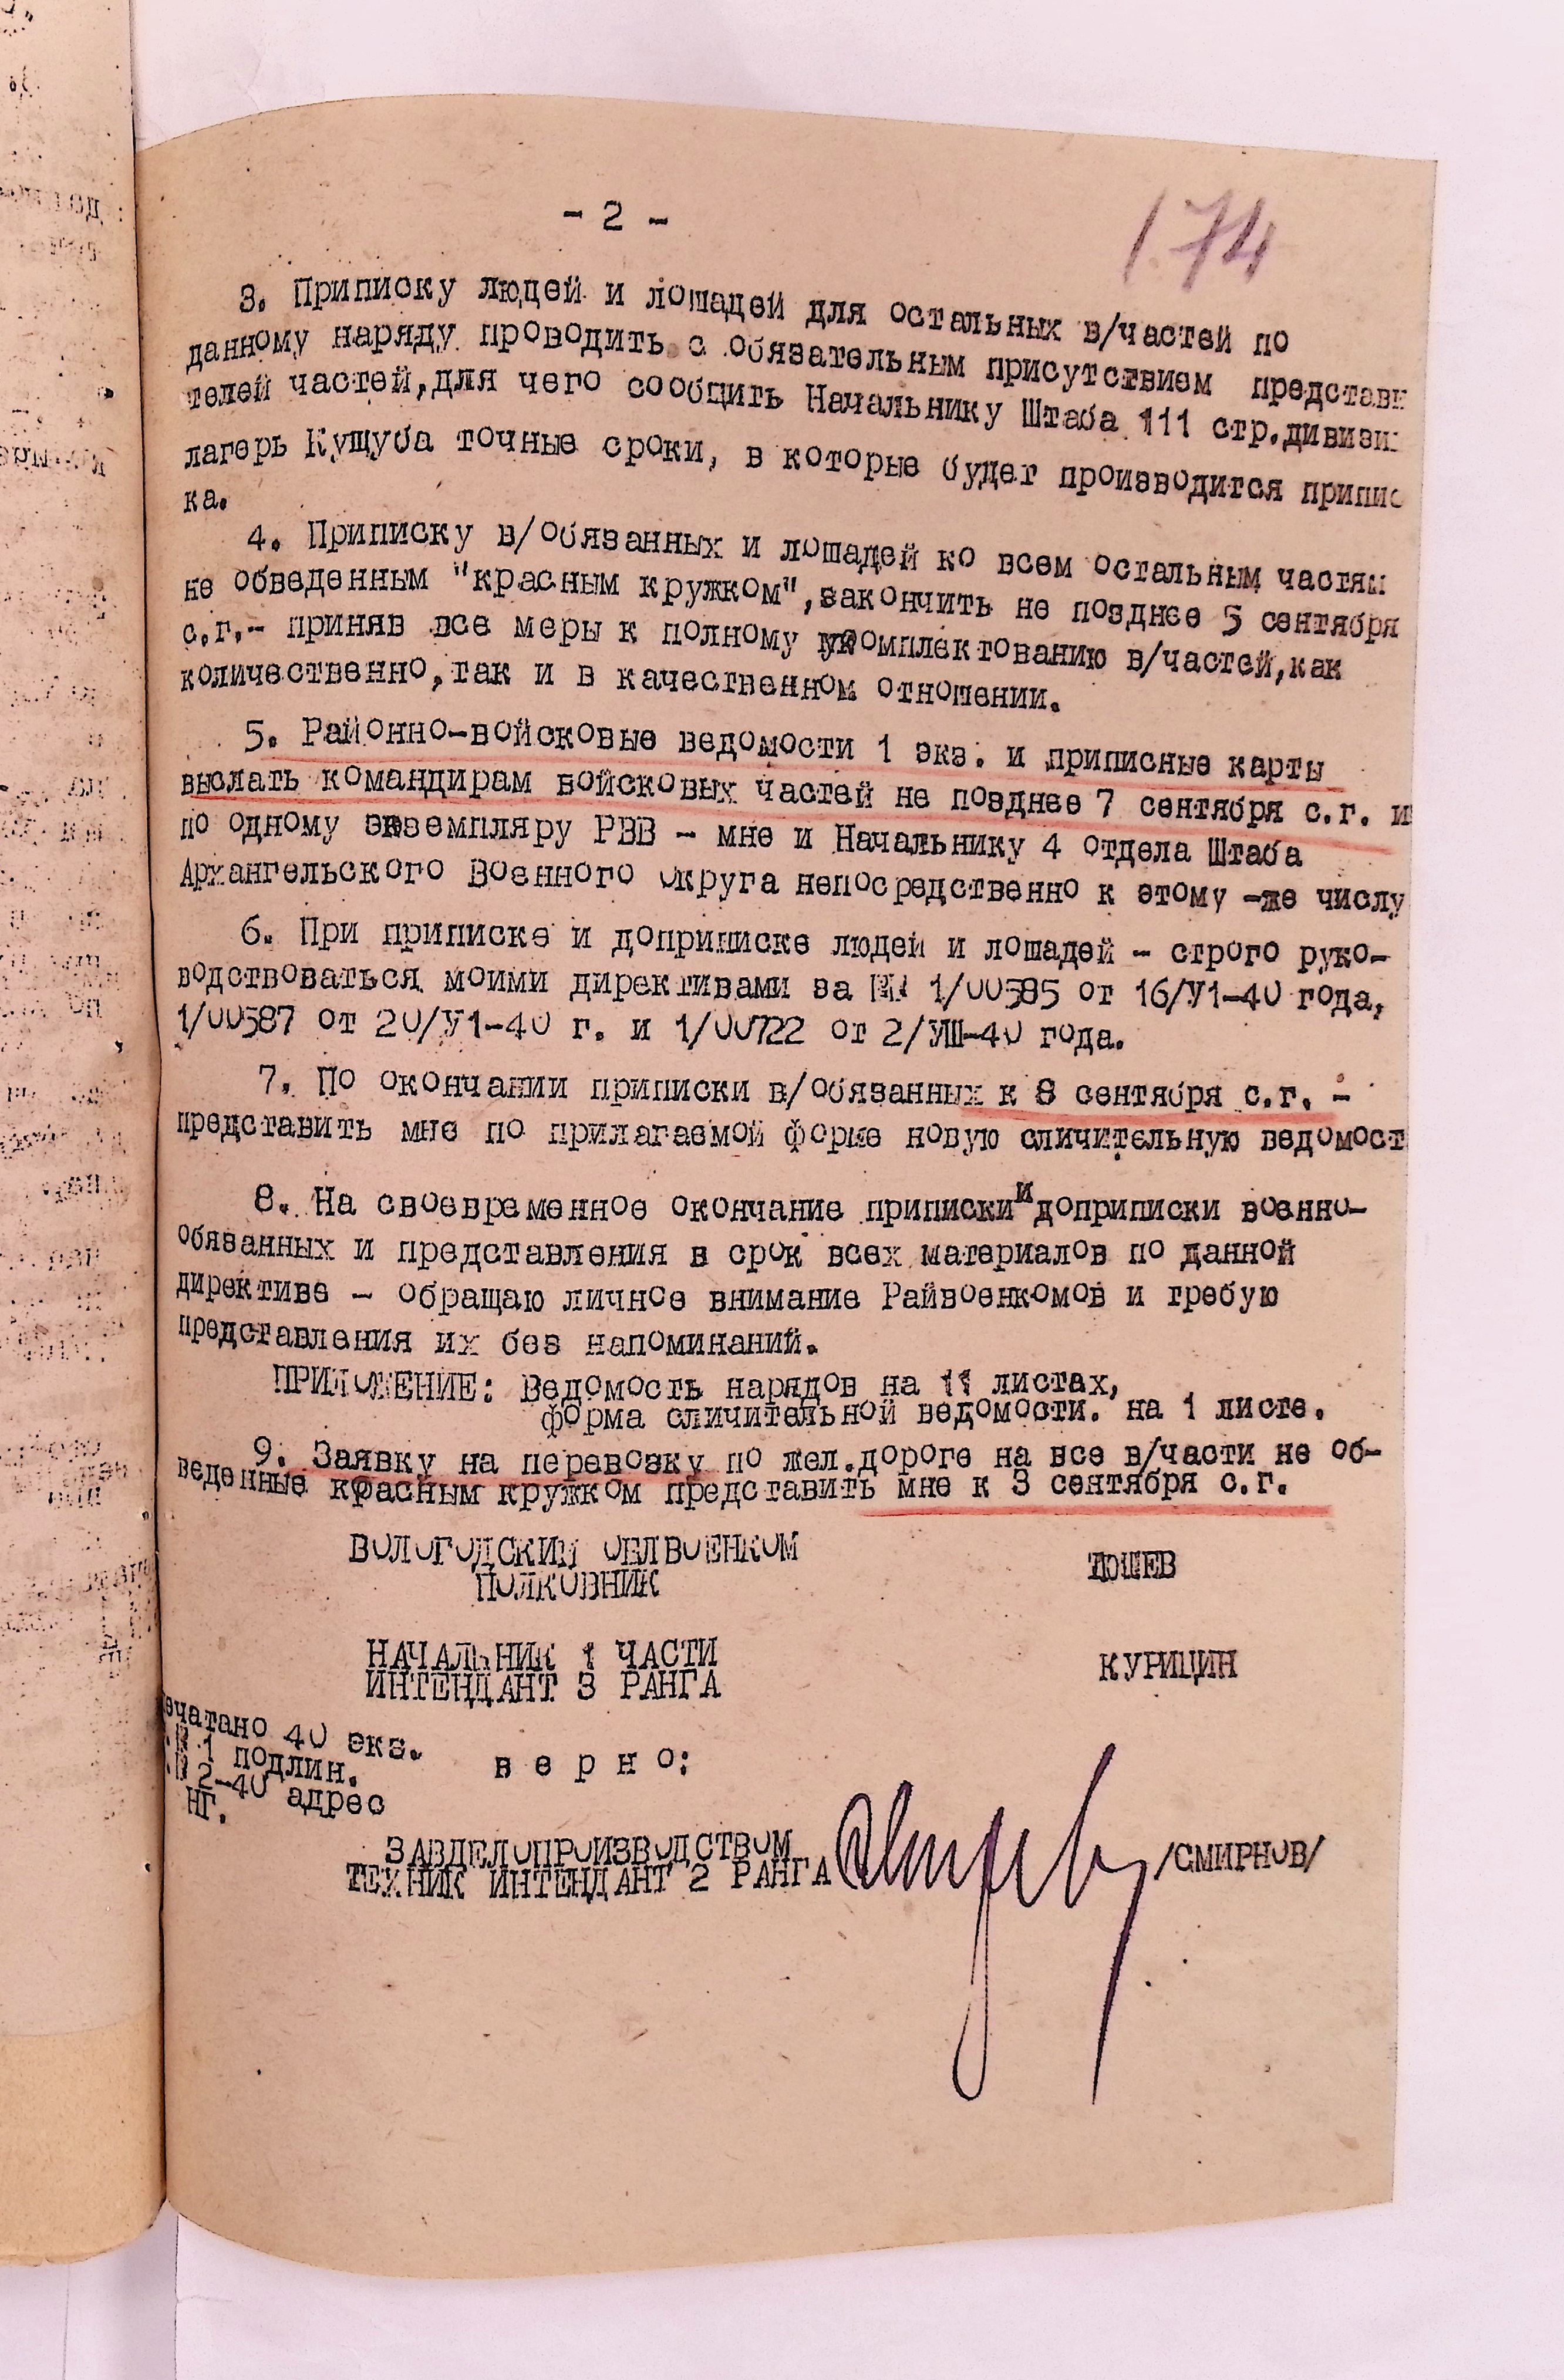 - 2 -
174
3. Приписку людей и лошадей для остальных в/частей по
данному наряду проводить с обязательным присутствием представи
телей частей,для чего сообщить Начальнику Штаба 111 стр.дивизи
лагерь Кущуба точные сроки, в которые будет производится припис
ка.
4. Приписку в/обязанных и лошадей ко всем остальным частям
не обведенным "красным кружком",закончить не позднее 5 сентября
с.г.- приняв все меры к полному укомплектованию в/частей,как
количественно,так и в качественном отношении.
5. Районно-войсковые ведомости 1 экз. и приписные карты
выслать командирам войсковых частей не позднее 7 сентября с.г. и
по одному экземпляру РВВ - мне и Начальнику 4 отдела Штаба
Архангельского Военного Округа непосредственно к этому -же числу
6. При приписке и доприписке людей и лошадей - строго руко-
водствоваться моими директивами за №№ 1/00585 от 16/У1-40 года,
1/00587 от 20/У1-40 г. и 1/00722 от 2/УШ-40 года.
7. По окончании приписки в/обязанных к 8 сентября с.г. -
представить мне по прилагаемой форме новую сличительную ведомост
8. На своевременное окончание приписки и доприписки военно-
обязанных и представления в срок всех материалов по данной
директиве - обращаю личное внимание Райвоенкомов и требую
представления их без напоминаний.
ПРИЛОЖЕНИЕ: Ведомость нарядов на 11 листах,
форма сличительной ведомости. на 1 листе.
9. Заявку на перевозку по жел.дороге на все в/части не об-
веденные красным кружком представить мне к 3 сентября с.г.
ВОЛОГОДСКИЙ ОБЛВОЕНКОМ
ПОЛКОВНИК
ЮШЕВ
НАЧАЛЬНИК 1 ЧАСТИ
ИНТЕНДАНТ 3 РАНГА
КУРИЦИН
ечатано 40 экз.
№ 1 подлин.
№ 2-40 адрес
НГ.
в е р н о:
ЗАВДЕЛОПРОИЗВОДСТВОМ
ТЕХНИК ИНТЕНДАНТ 2 РАНГА /СМИРНОВ/